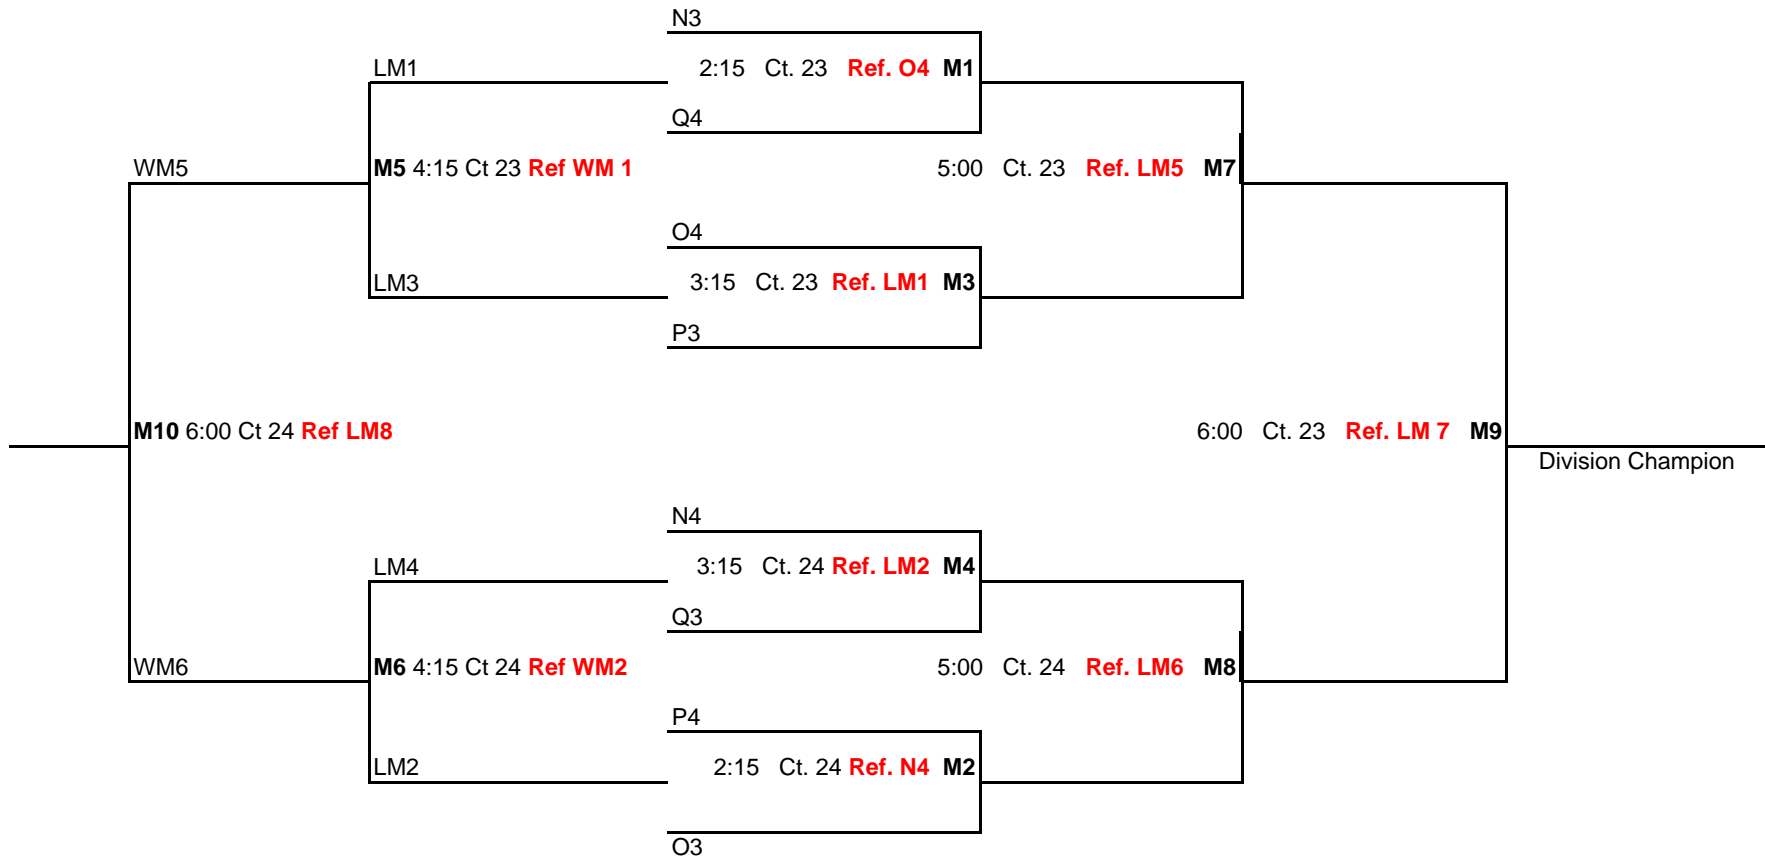 N3
LM1
2:15 Ct. 23 Ref. O4 M1
Q4
WM5
M5 4:15 Ct 23 Ref WM 1
5:00 Ct. 23 Ref. LM5 M7
O4
LM3
3:15 Ct. 23 Ref. LM1 M3
P3
M10 6:00 Ct 24 Ref LM8
6:00 Ct. 23 Ref. LM 7 M9
Division Champion
N4
LM4
3:15 Ct. 24 Ref. LM2 M4
Q3
WM6
M6 4:15 Ct 24 Ref WM2
5:00 Ct. 24 Ref. LM6 M8
P4
LM2
2:15 Ct. 24 Ref. N4 M2
O3